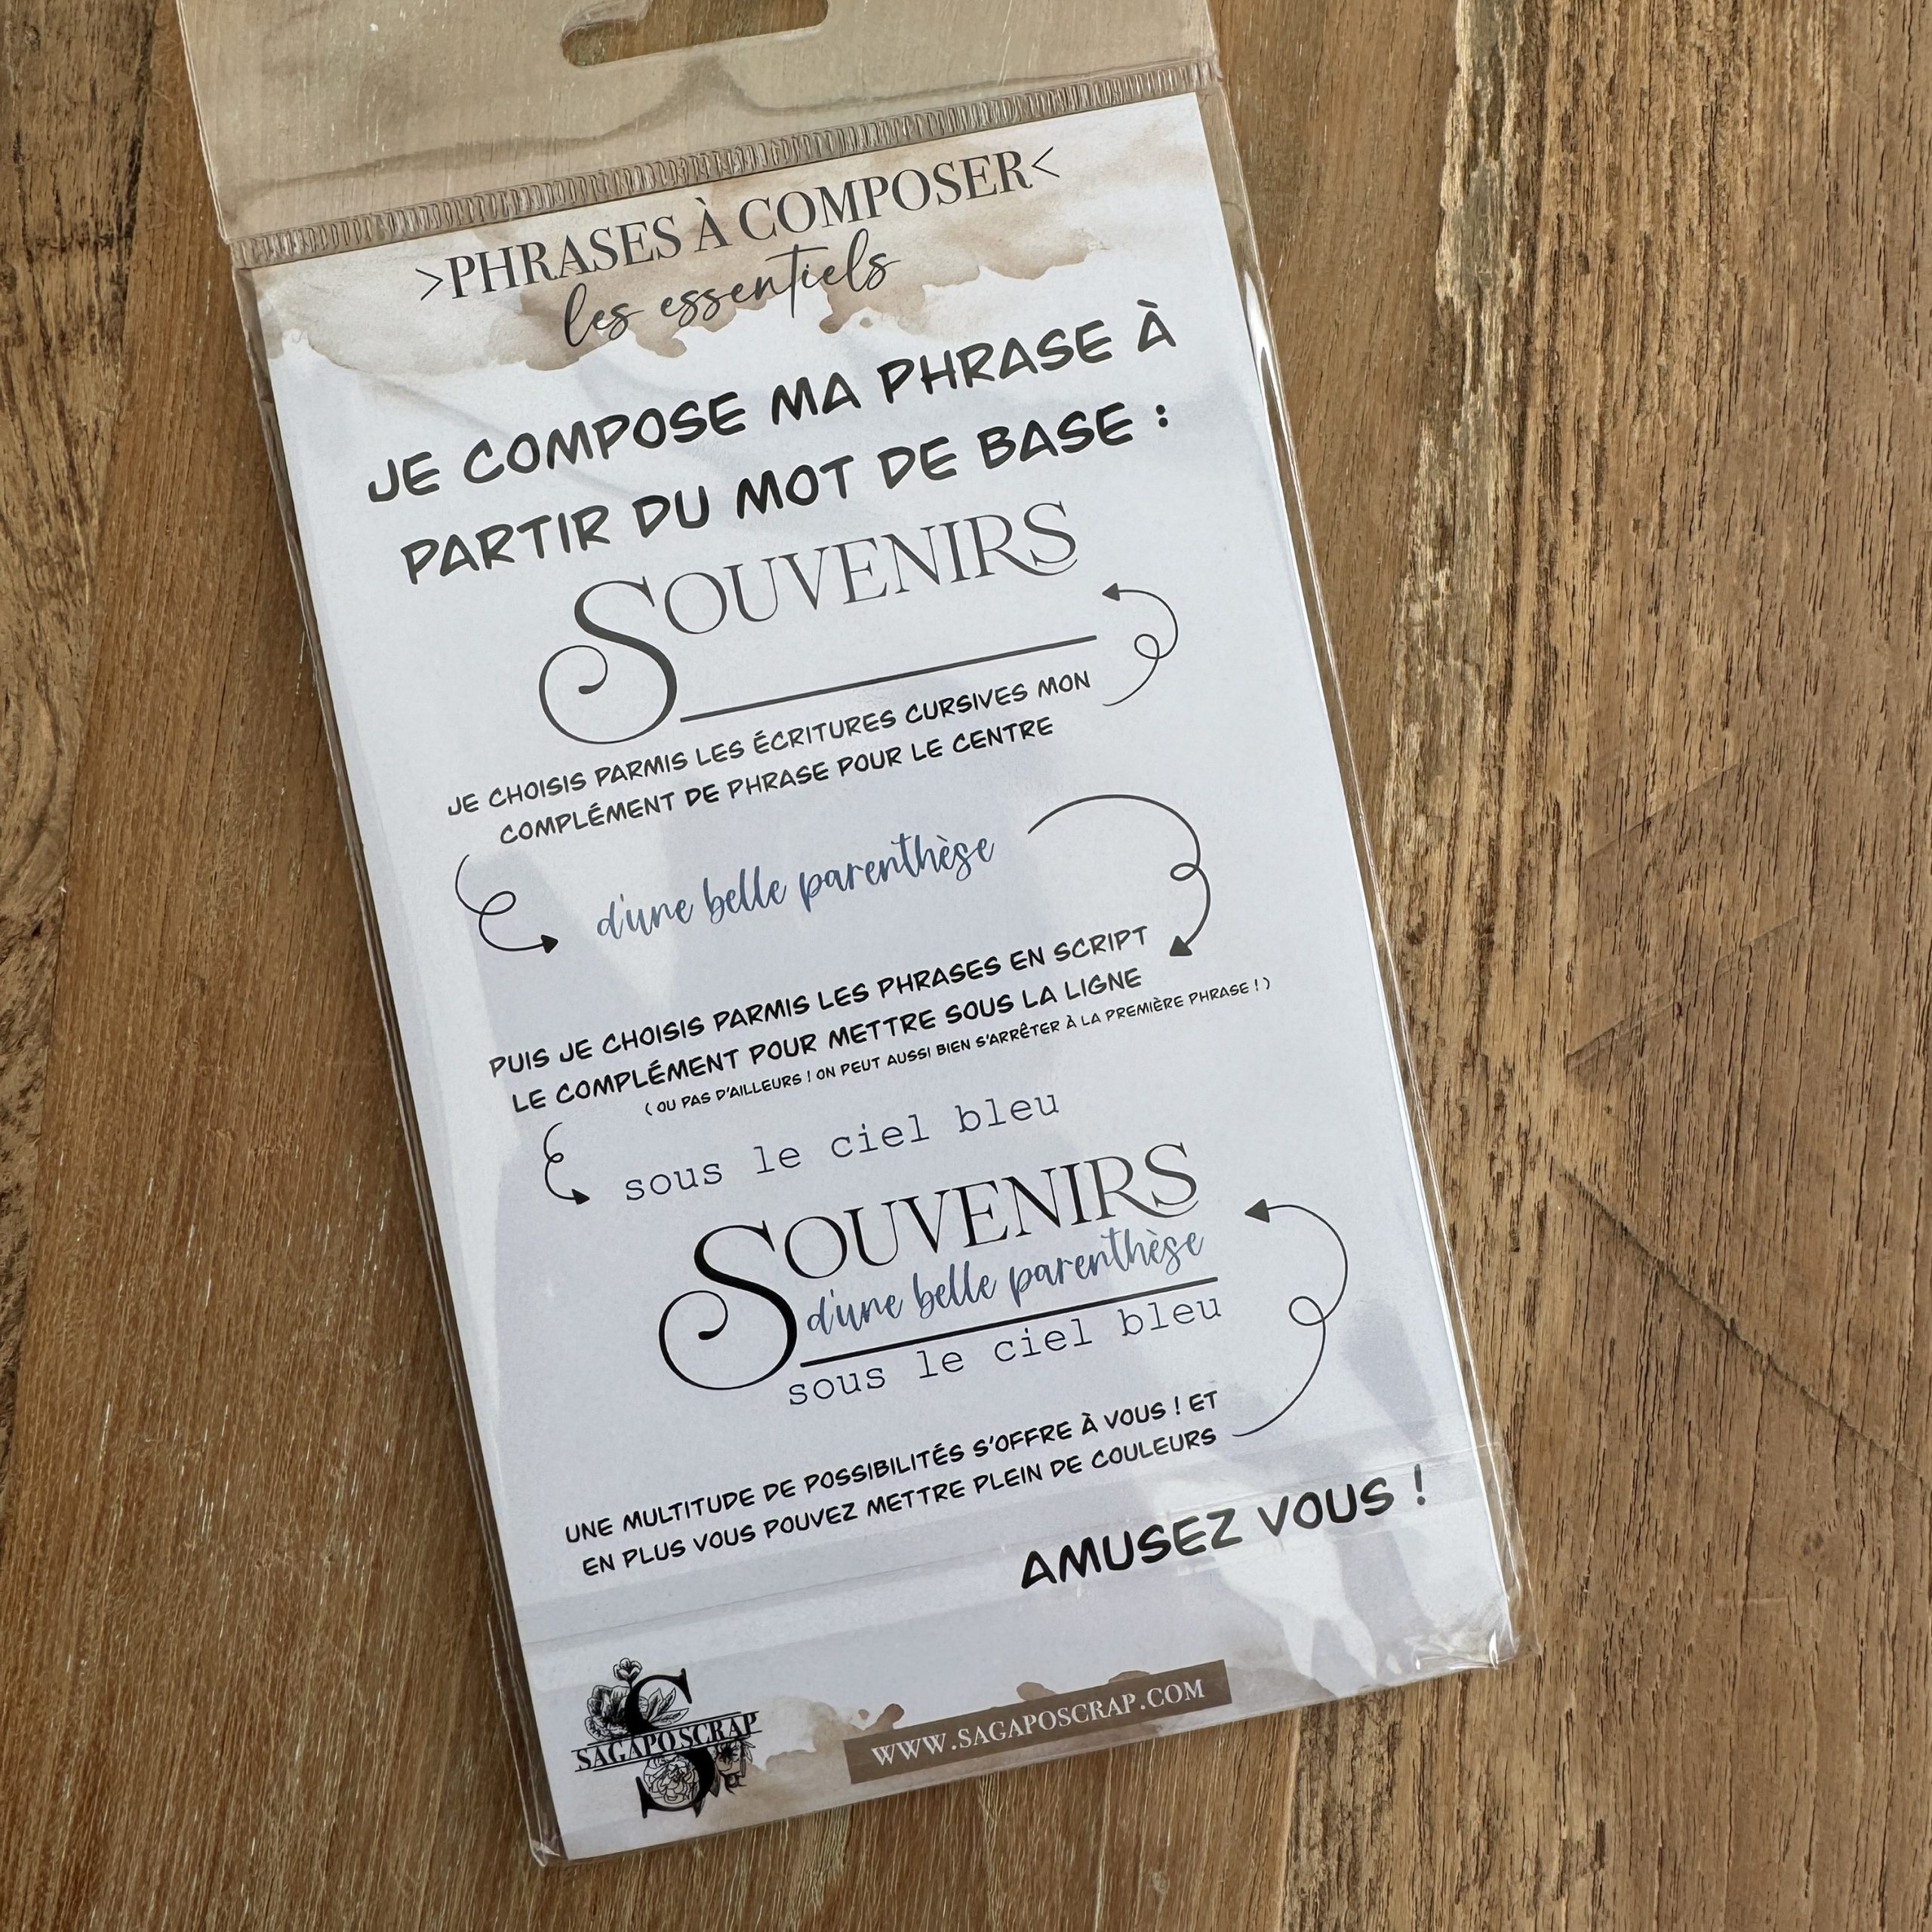 >PHRASES À COMPOSER<
les essentiels
JE COMPOSE MA PHRASE À
PARTIR DU MOT DE BASE :
SOUVENIRS
JE CHOISIS PARMIS LES ÉCRITURES CURSIVES MON
COMPLÉMENT DE PHRASE POUR LE CENTRE
d'une belle parenthèse
PUIS JE CHOISIS PARMIS LES PHRASES EN SCRIPT
LE COMPLÉMENT POUR METTRE SOUS LA LIGNE
( OU PAS D'AILLEURS ! ON PEUT AUSSI BIEN S'ARRÊTER À LA PREMIÈRE PHRASE ! )
sous le ciel bleu
SOUVENIRS
d'une belle parenthèse
sous le ciel bleu
UNE MULTITUDE DE POSSIBILITÉS S'OFFRE À VOUS ! ET
EN PLUS VOUS POUVEZ METTRE PLEIN DE COULEURS
AMUSEZ VOUS !
S
SAGAPO SCRAP
WWW.SAGAPOSCRAP.COM